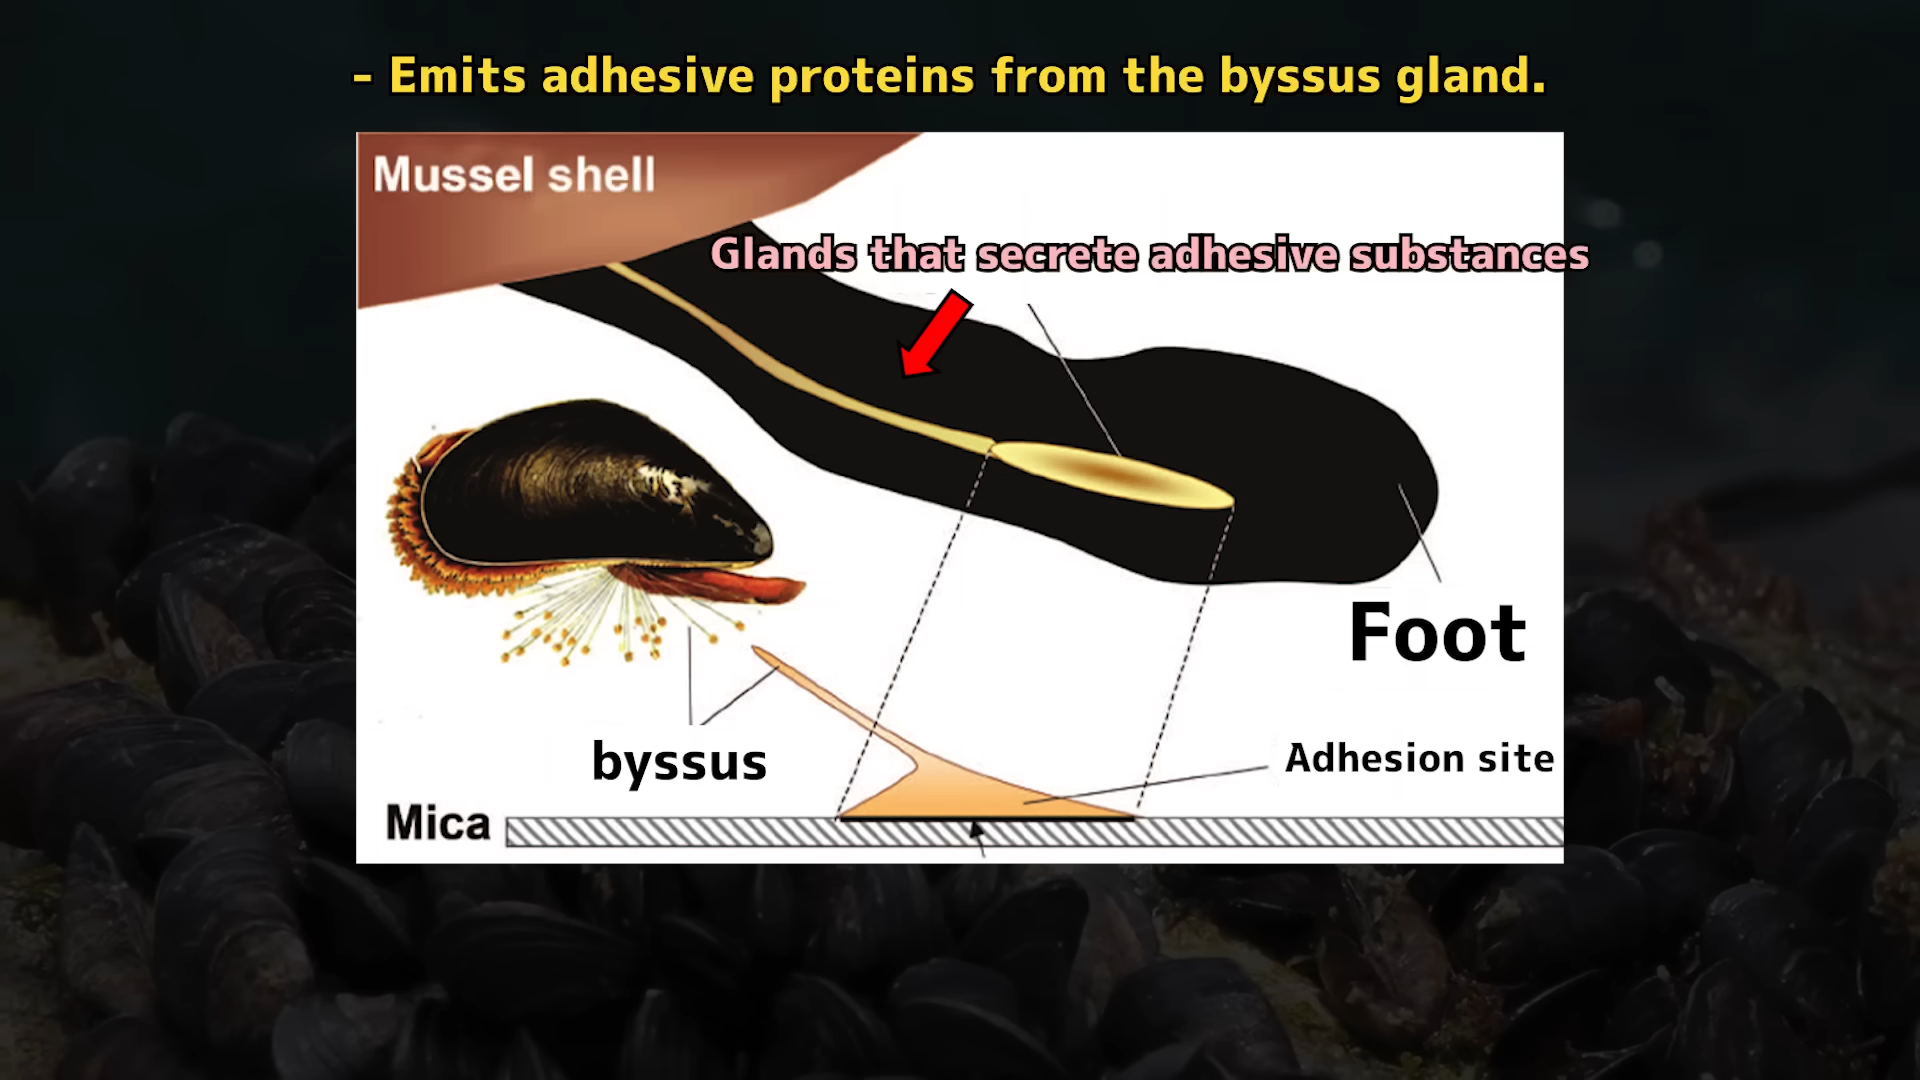 - Emits adhesive proteins from the byssus gland.
Mussel shell
Glands that secrete adhesive substances
Foot
byssus
Adhesion site
Mica